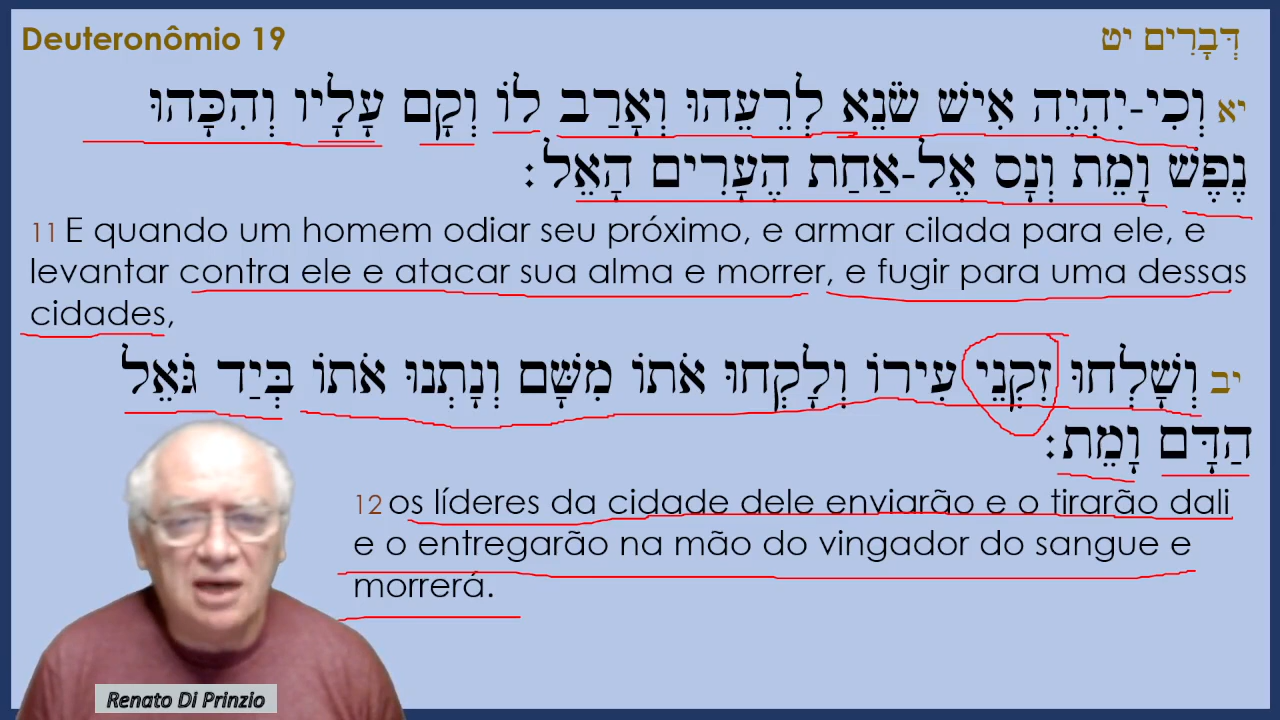 Deuteronômio 19
דְּבָרִים יט
יא וְכִי-יִהְיֶה אִישׁ שֹׂנֵא לְרֵעֵהוּ וְאָרַב לוֹ וְקָם עָלָיו וְהִכָּהוּ
נֶפֶשׁ וָמֵת וְנָס אֶל-אַחַת הֶעָרִים הָאֵל׃
11 E quando um homem odiar seu próximo, e armar cilada para ele, e
levantar contra ele e atacar sua alma e morrer, e fugir para uma dessas
cidades,
יב וְשָׁלְחוּ זִקְנֵי עִירוֹ וְלָקְחוּ אֹתוֹ מִשָּׁם וְנָתְנוּ אֹתוֹ בְּיַד גֹּאֵל
הַדָּם וָמֵת׃
12 os líderes da cidade dele enviarão e o tirarão dali
e o entregarão na mão do vingador do sangue e
morrerá.
Renato Di Prinzio